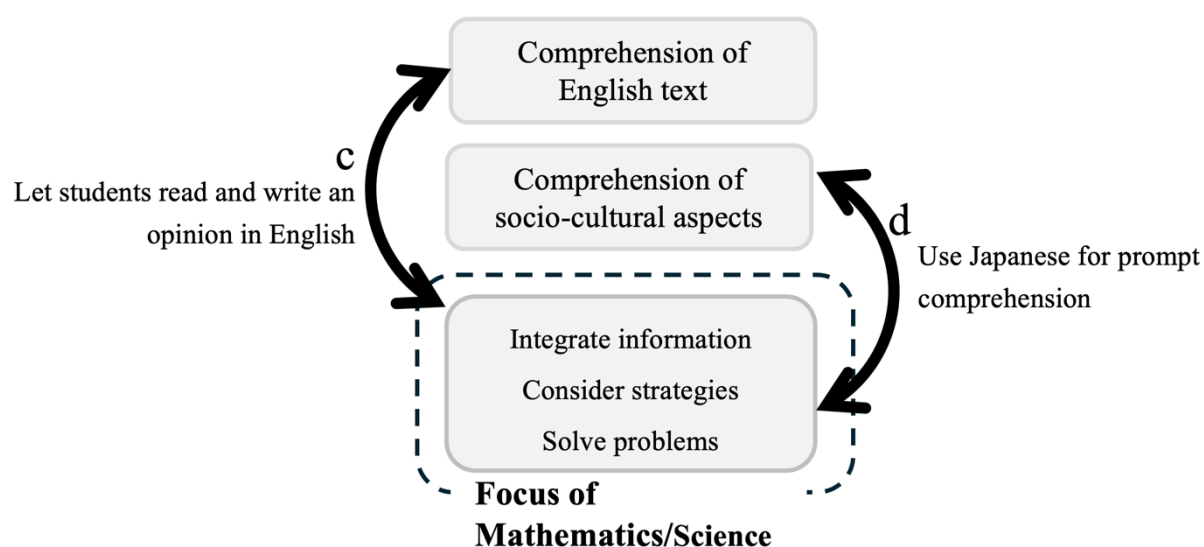 Comprehension of
English text
c
Let students read and write an
opinion in English
Comprehension of
socio-cultural aspects
d
Use Japanese for prompt
comprehension
Integrate information
Consider strategies
Solve problems
Focus of
Mathematics/Science